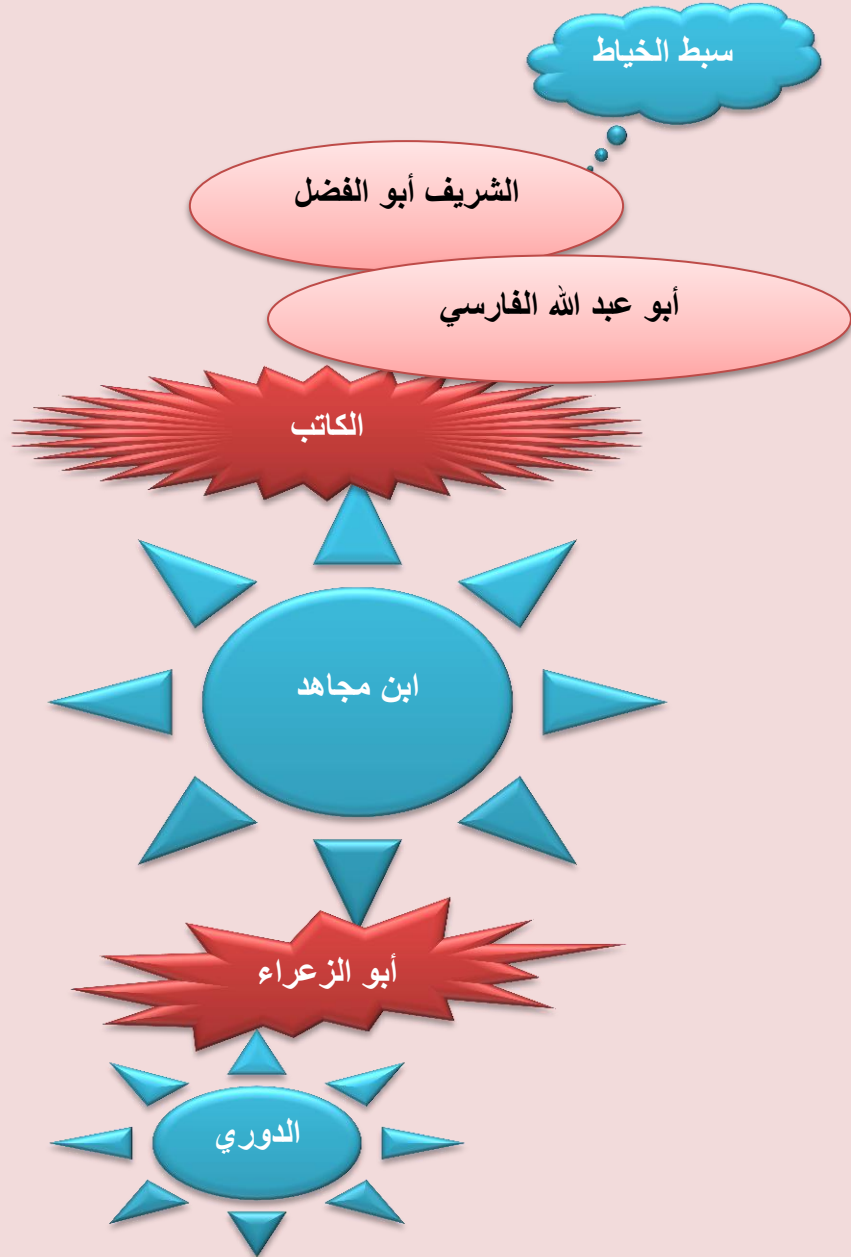 سبط الخياط
الشريف أبو الفضل
أبو عبد الله الفارسي
الكاتب
ابن مجاهد
أبو الزعراء
الدوري